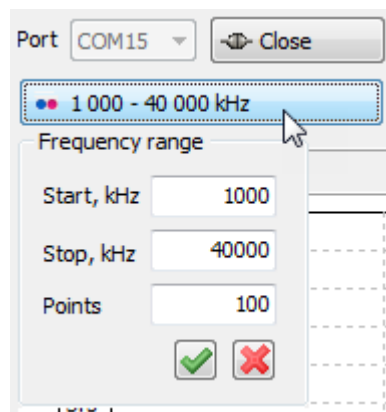 Port COM15 Close
1 000 - 40 000 kHz
Frequency range
Start, kHz 1000
Stop, kHz 40000
Points 100